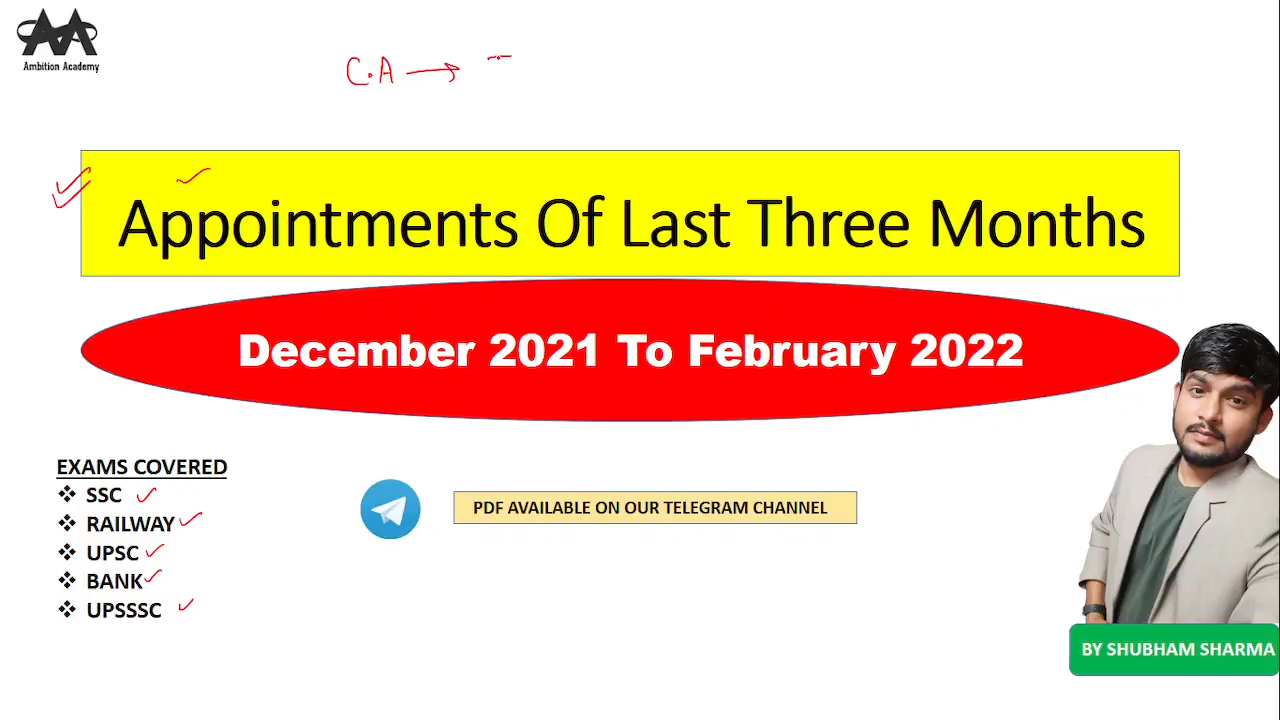 Ambition Academy
C.A →
Appointments Of Last Three Months
December 2021 To February 2022
EXAMS COVERED
❖ SSC ✓
❖ RAILWAY ✓
❖ UPSC ✓
❖ BANK ✓
❖ UPSSSC ✓
PDF AVAILABLE ON OUR TELEGRAM CHANNEL
BY SHUBHAM SHARMA